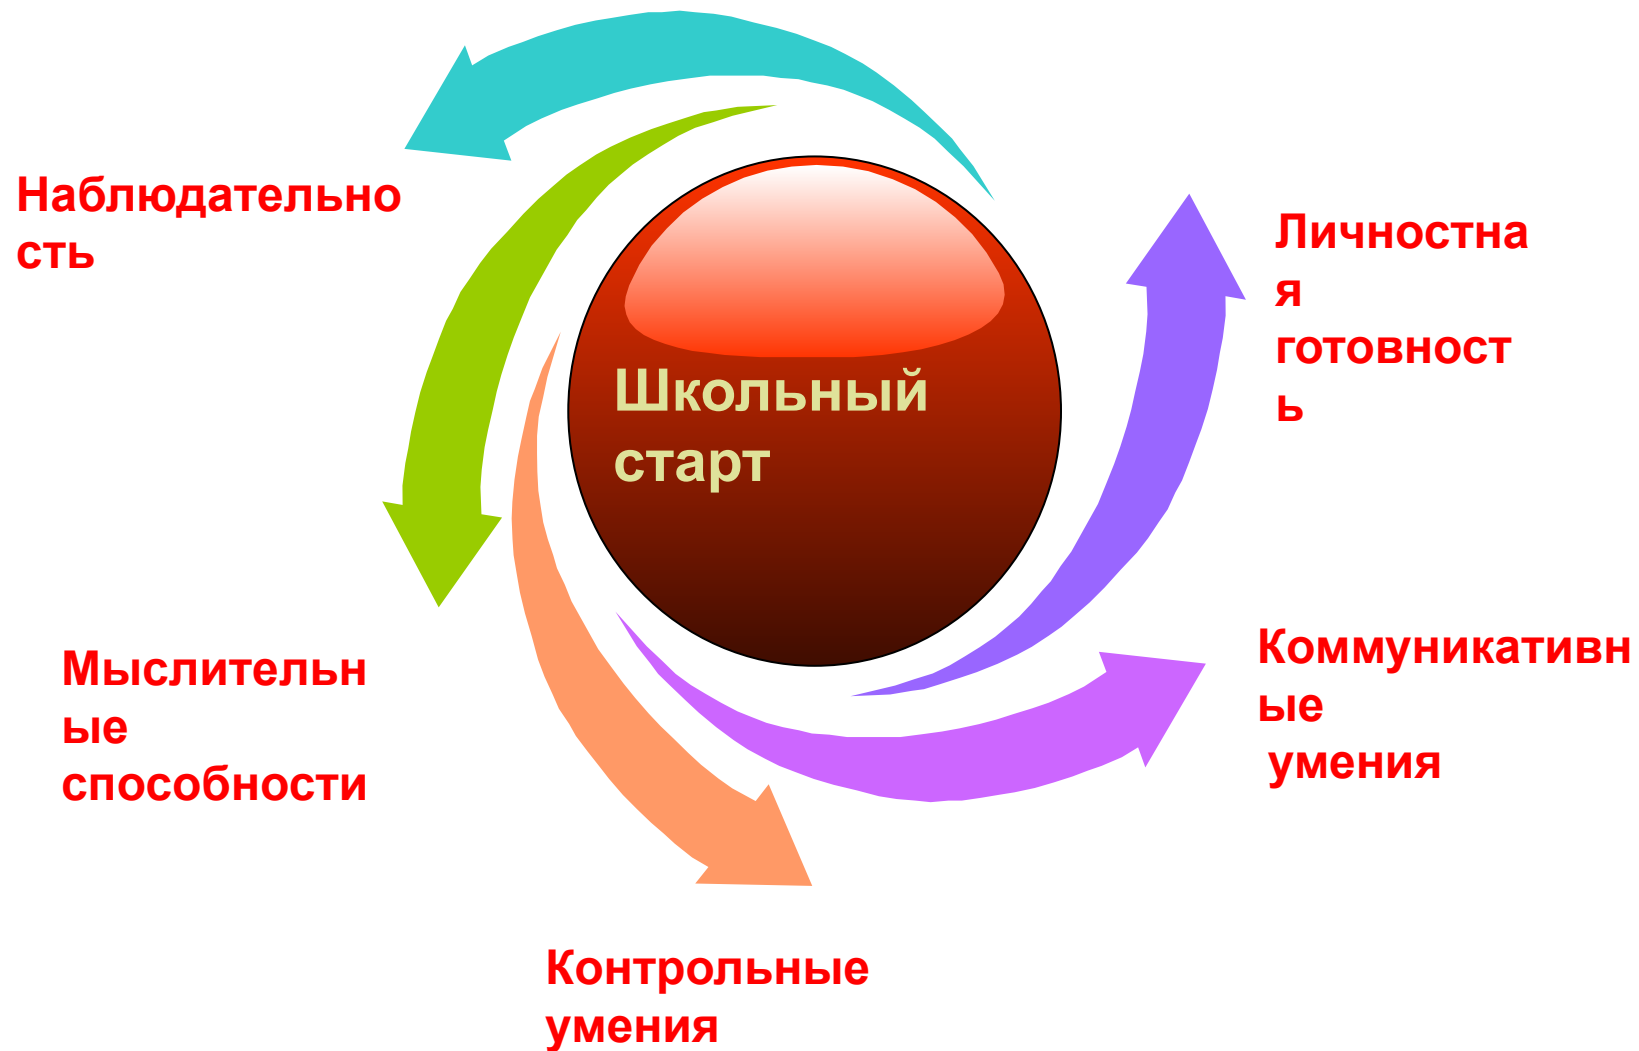 Наблюдательно
сть
Личностна
я
готовност
ь
Школьный
старт
Мыслительн
ые
способности
Коммуникативн
ые
умения
Контрольные
умения